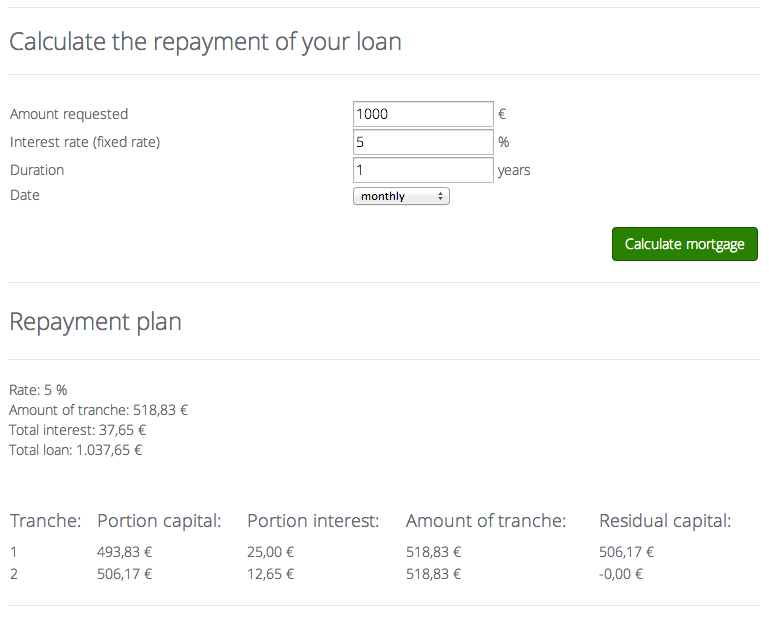 Calculate the repayment of your loan
Amount requested 1000 €
Interest rate (fixed rate) 5 %
Duration 1 years
Date monthly
Calculate mortgage
Repayment plan
Rate: 5 %
Amount of tranche: 518,83 €
Total interest: 37,65 €
Total loan: 1.037,65 €
Tranche: Portion capital: Portion interest: Amount of tranche: Residual capital:
1 493,83 € 25,00 € 518,83 € 506,17 €
2 506,17 € 12,65 € 518,83 € -0,00 €